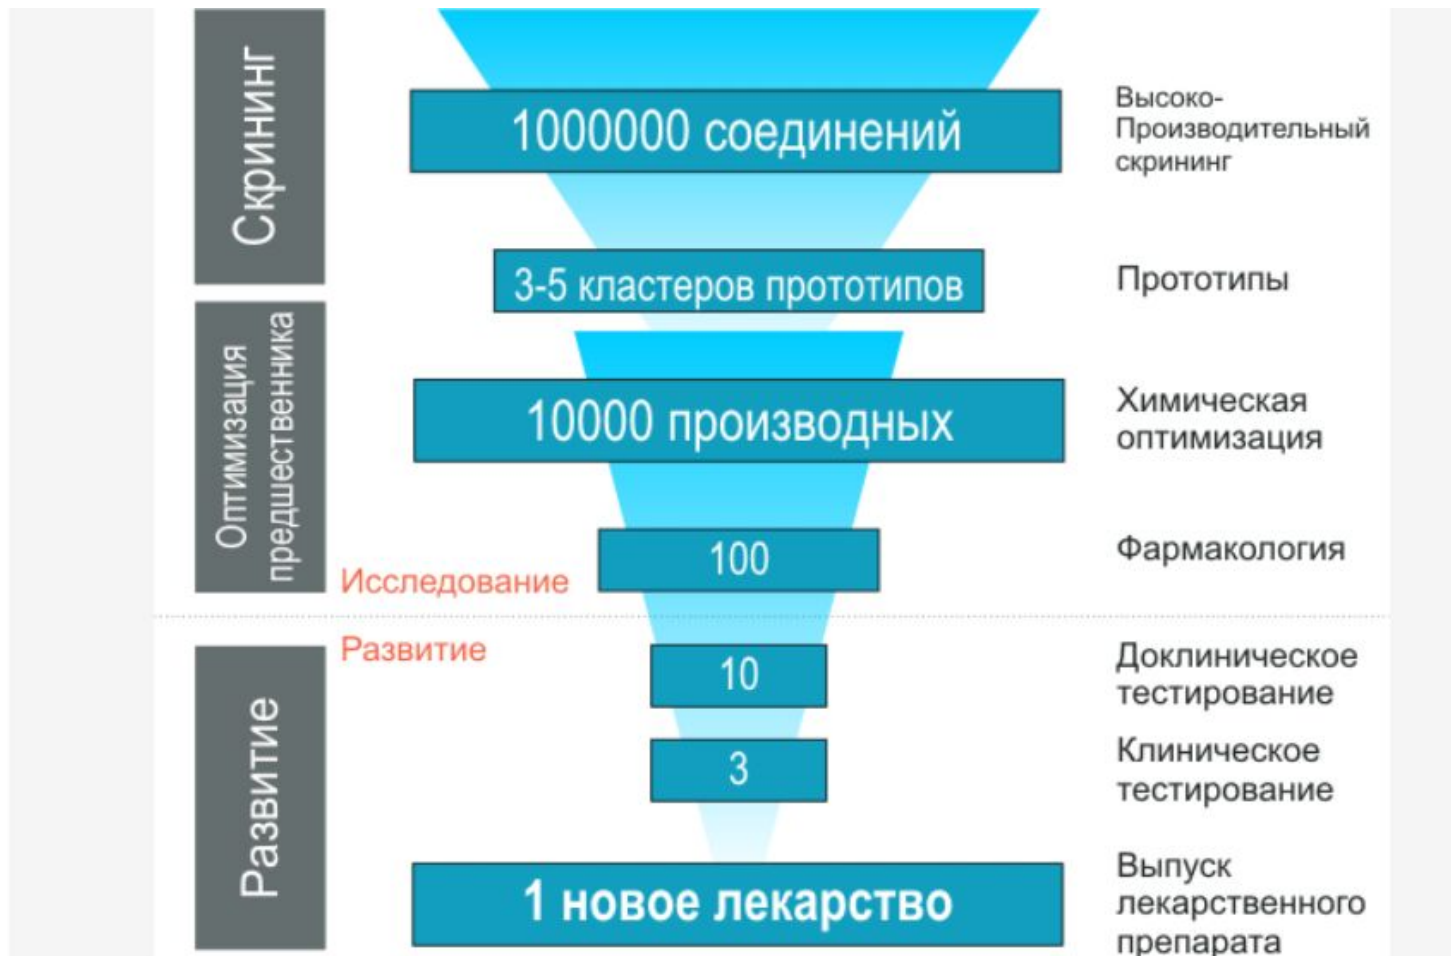 Скрининг
1000000 соединений
Высоко-
Производительный
скрининг
3-5 кластеров прототипов
Прототипы
Оптимизация
предшественника
10000 производных
Химическая
оптимизация
100
Фармакология
Исследование
Развитие
Развитие
10
Доклиническое
тестирование
3
Клиническое
тестирование
1 новое лекарство
Выпуск
лекарственного
препарата